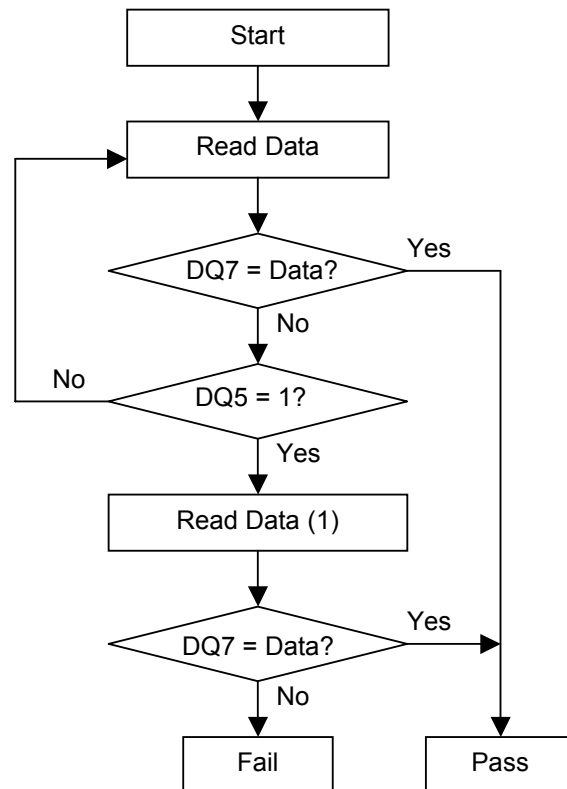 Start
Read Data
DQ7 = Data?
Yes
No
DQ5 = 1?
No
Yes
Read Data (1)
DQ7 = Data?
Yes
No
Fail
Pass